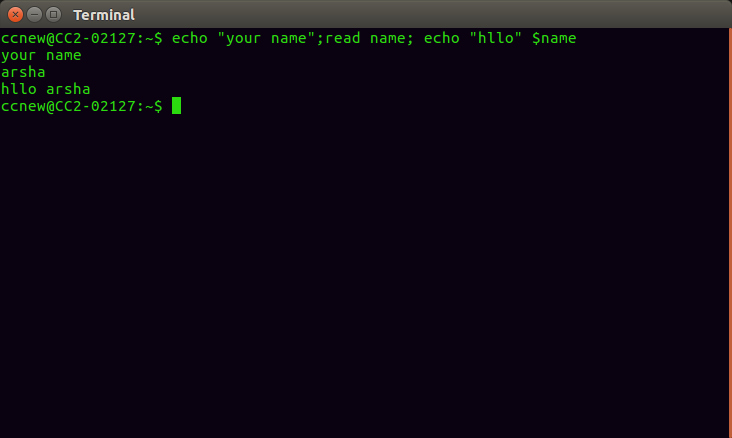 Terminal
ccnew@CC2-02127:~$ echo "your name";read name; echo "hllo" $name
your name
arsha
hllo arsha
ccnew@CC2-02127:~$